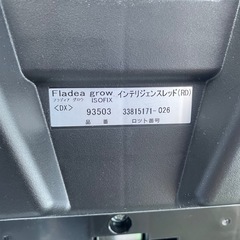 Fladea grow インテリジェンスレッド(RD)
フラディア グロウ ISOFIX
<DX> 93503 33815171-026
品番 ロット番号